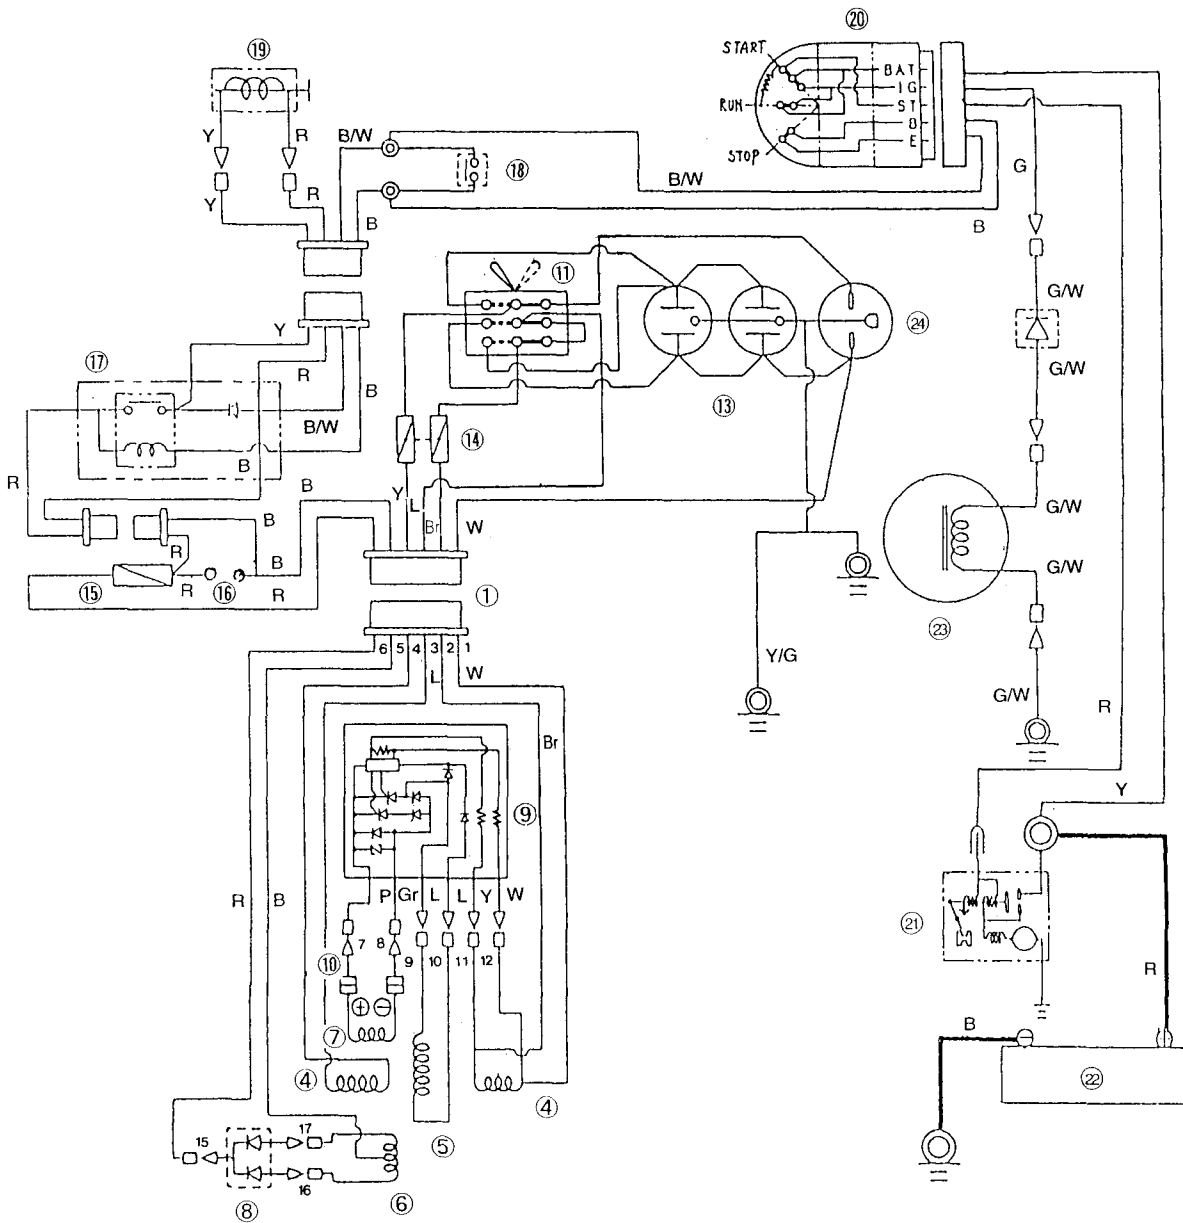 ⑳
START
BAT
IG
RUN
ST
B
E
STOP
⑲
Y
R
B/W
⑱
Y
R
B
B/W
B
G
G/W
G/W
⑪
㉔
⑬
Y
R
B
⑰
B/W
B
⑭
R
B
B
Y
L
Br
W
R
B
R
R
⑮
⑯
①
G/W
G/W
㉓
Y/G
G/W
R
Y
6
5
4
3
2
1
L
W
Br
⑨
R
B
P
Gr
L
L
Y
W
7
8
9
10
11
12
⑩
⊕
⊖
⑦
④
④
⑤
㉑
R
B
㉒
15
17
16
⑧
⑥